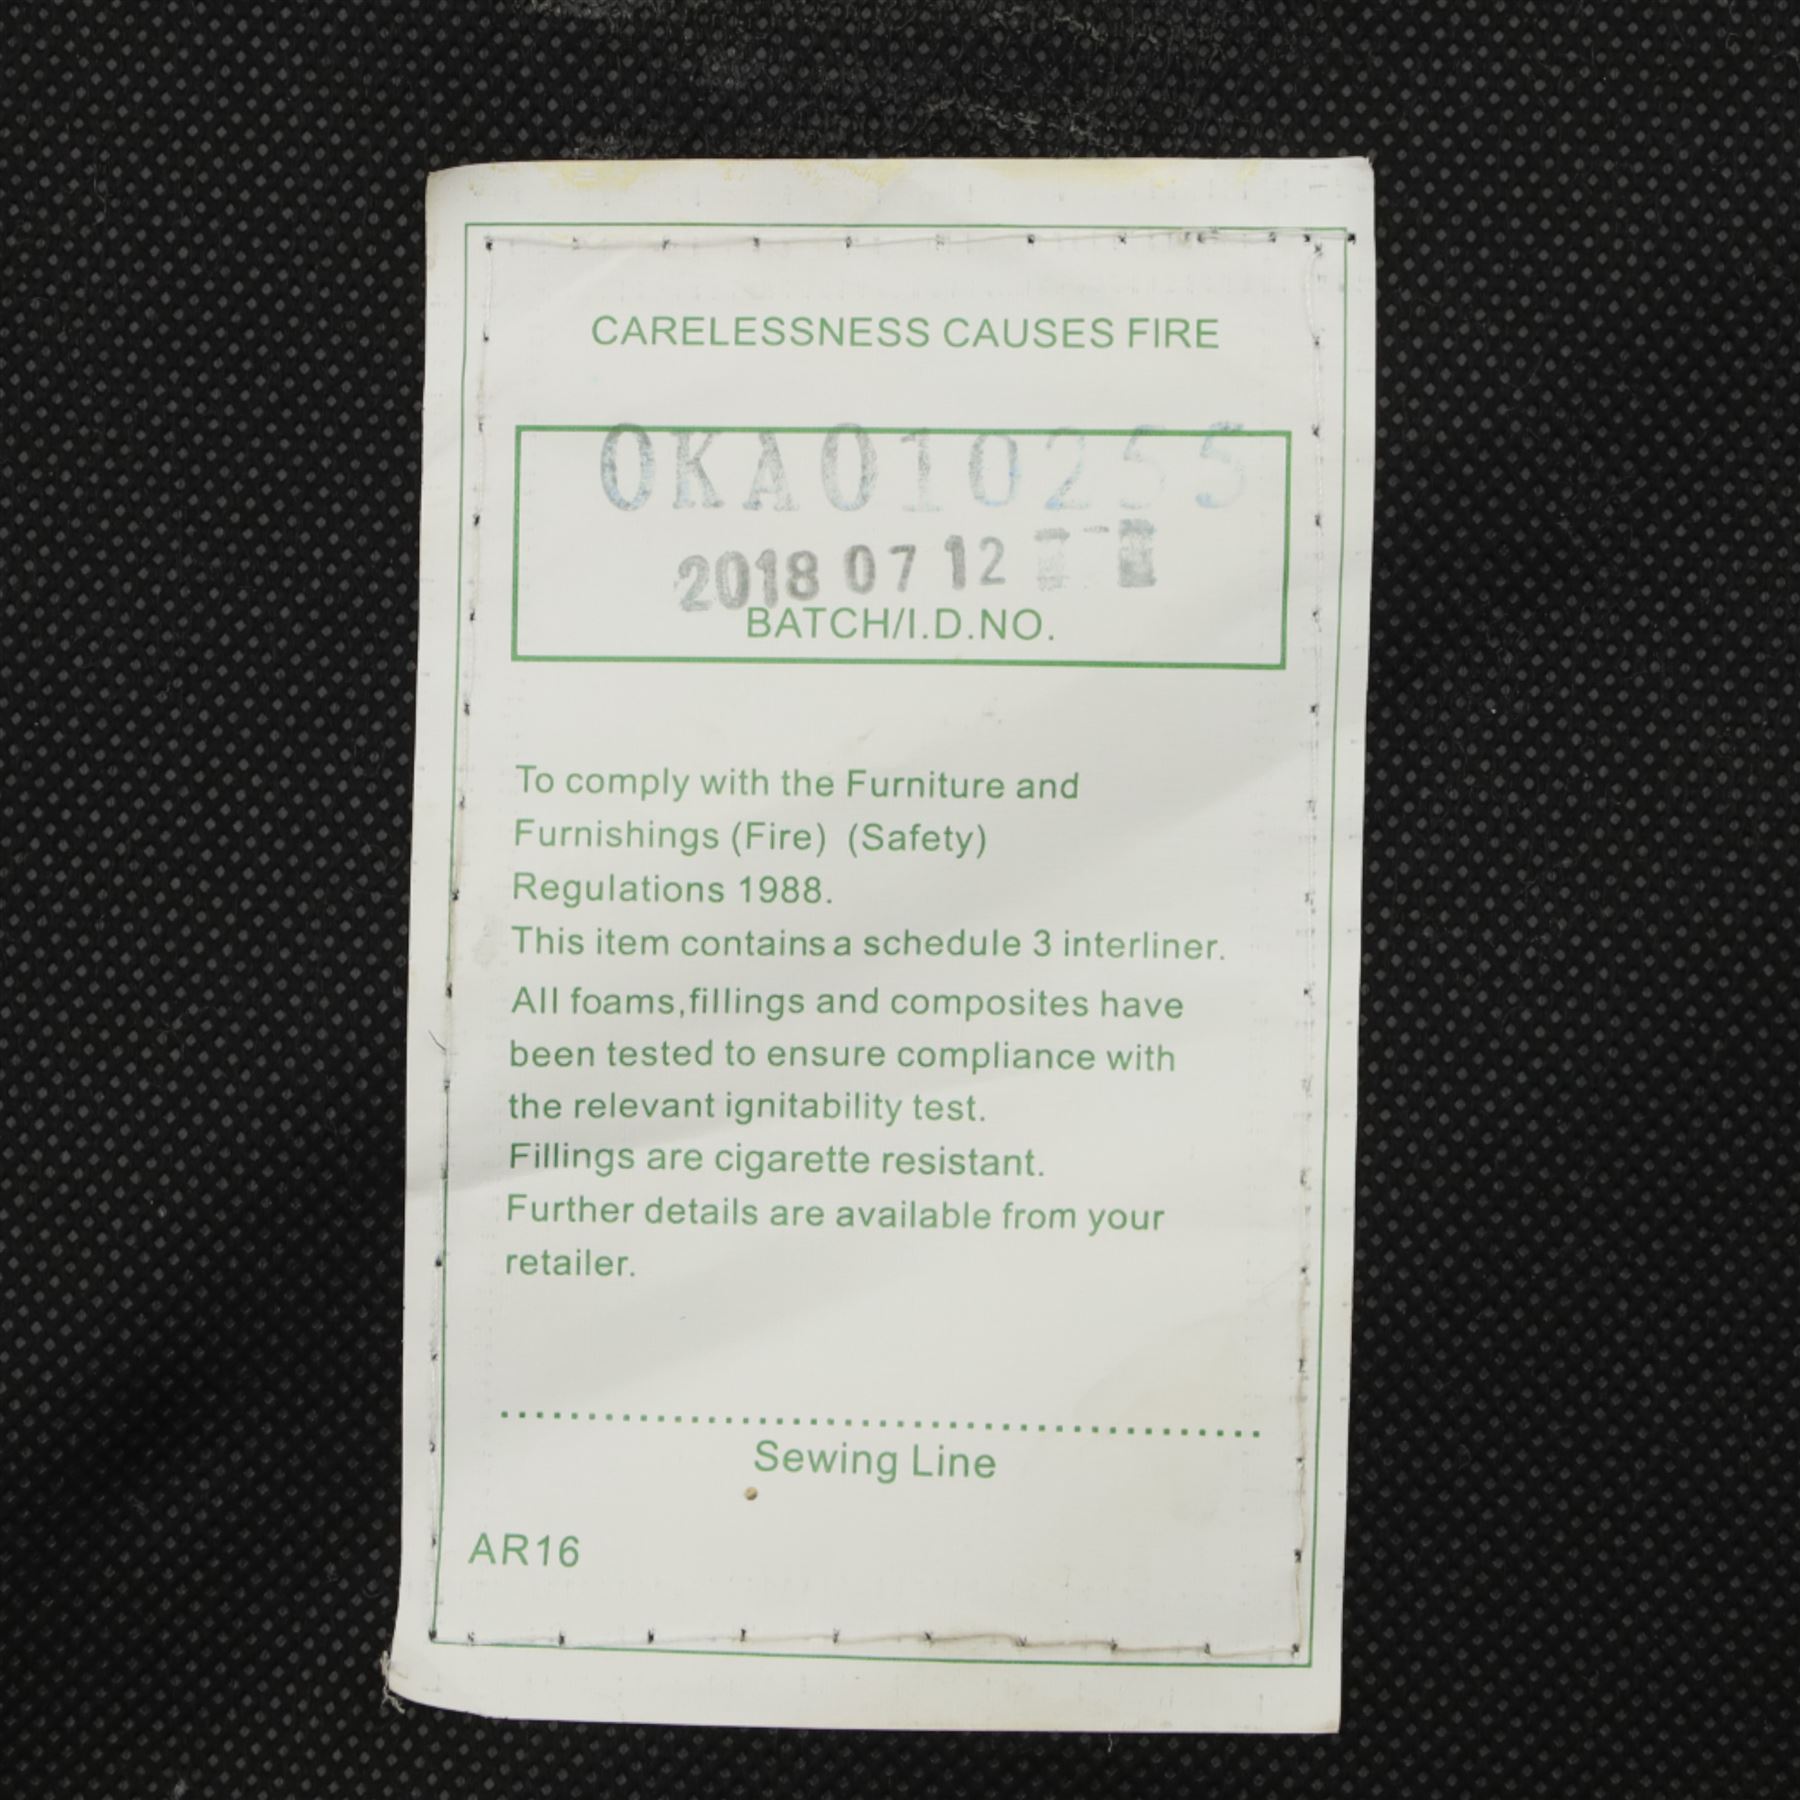 CARELESSNESS CAUSES FIRE
OKA010255
2018 07 12
BATCH/I.D.NO.
To comply with the Furniture and
Furnishings (Fire) (Safety)
Regulations 1988.
This item contains a schedule 3 interliner.
All foams,fillings and composites have
been tested to ensure compliance with
the relevant ignitability test.
Fillings are cigarette resistant.
Further details are available from your
retailer.
Sewing Line
AR16